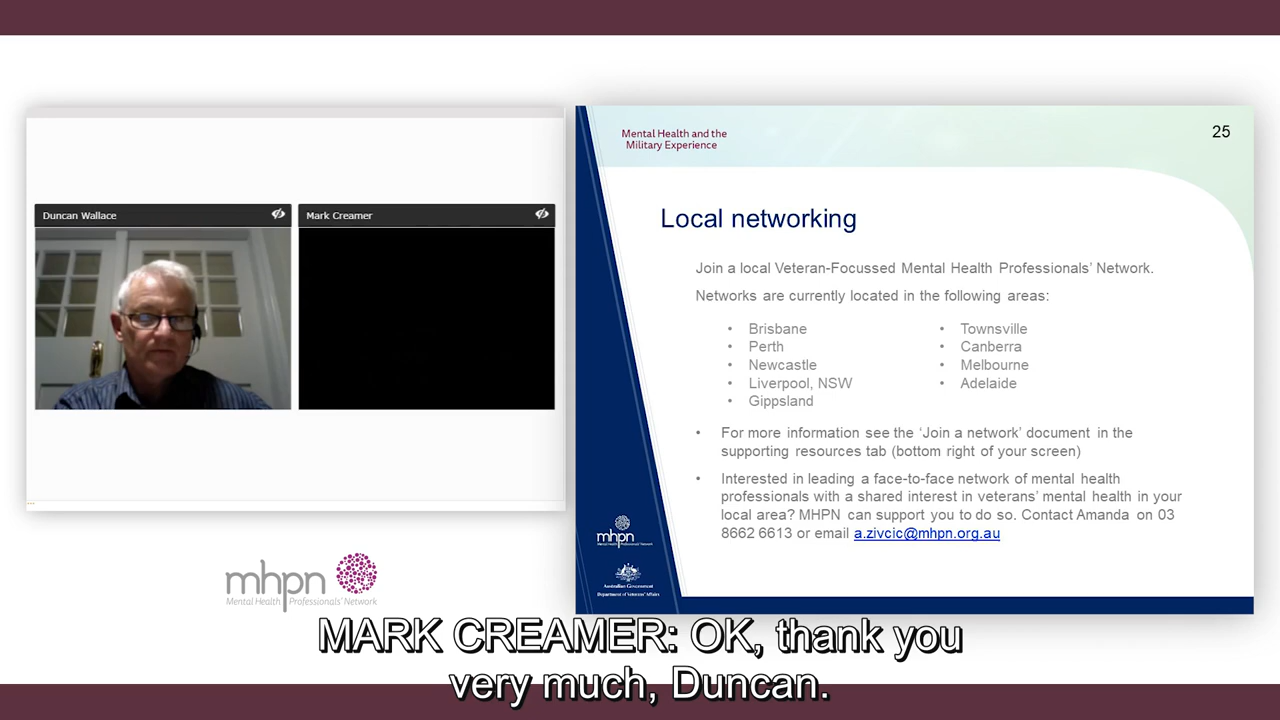 Duncan Wallace
Mark Creamer
Mental Health and the
Military Experience
25
Local networking
Join a local Veteran-Focussed Mental Health Professionals' Network.
Networks are currently located in the following areas:
• Brisbane
• Perth
• Newcastle
• Liverpool, NSW
• Gippsland
• Townsville
• Canberra
• Melbourne
• Adelaide
• For more information see the 'Join a network' document in the
supporting resources tab (bottom right of your screen)
• Interested in leading a face-to-face network of mental health
professionals with a shared interest in veterans' mental health in your
local area? MHPN can support you to do so. Contact Amanda on 03
8662 6613 or email a.zivcic@mhpn.org.au
mhpn
Mental Health Professionals' Network
Australian Government
Department of Veterans' Affairs
mhpn
Mental Health Professionals' Network
MARK CREAMER: OK, thank you
very much, Duncan.